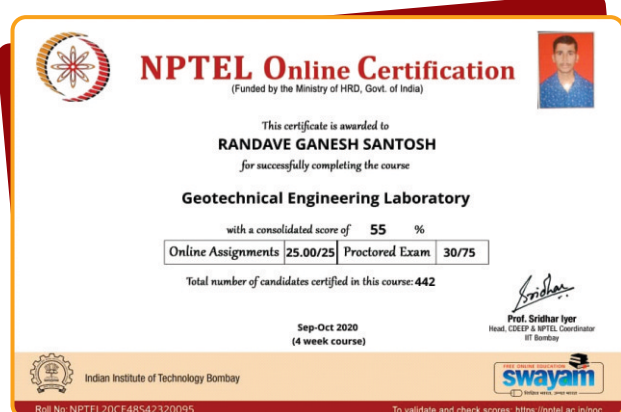 NPTEL Online Certification
(Funded by the Ministry of HRD, Govt. of India)
This certificate is awarded to
RANDAVE GANESH SANTOSH
for successfully completing the course
Geotechnical Engineering Laboratory
with a consolidated score of 55 %
Online Assignments 25.00/25 Proctored Exam 30/75
Total number of candidates certified in this course: 442
Sep-Oct 2020
(4 week course)
Prof. Sridhar Iyer
Head, CDEEP & NPTEL Coordinator
IIT Bombay
Indian Institute of Technology Bombay
FREE ONLINE EDUCATION
swayam
शिक्षित भारत, उन्नत भारत
Roll No: NPTEL20CE48S42320095
To validate and check scores: https://nptel.ac.in/noc